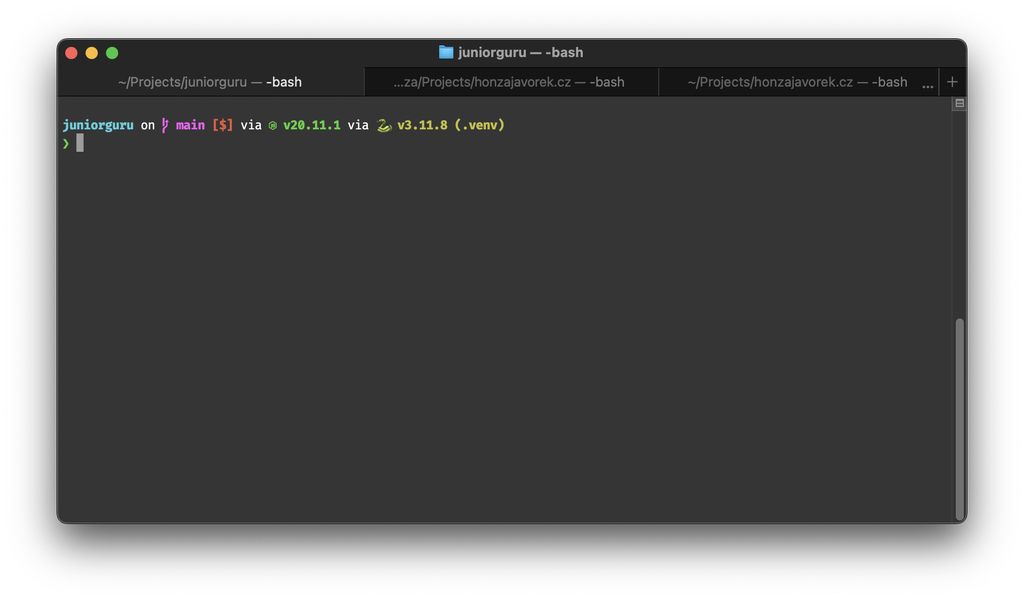 juniorguru — -bash
~/Projects/juniorguru — -bash
...za/Projects/honzajavorek.cz — -bash
~/Projects/honzajavorek.cz — -bash ...
juniorguru on main [$] via v20.11.1 via v3.11.8 (.venv)
❯